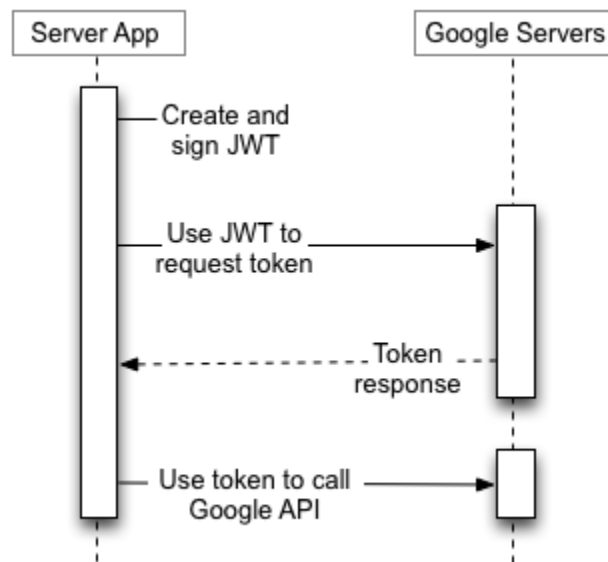 Server App
Google Servers
Create and
sign JWT
Use JWT to
request token
Token
response
Use token to call
Google API